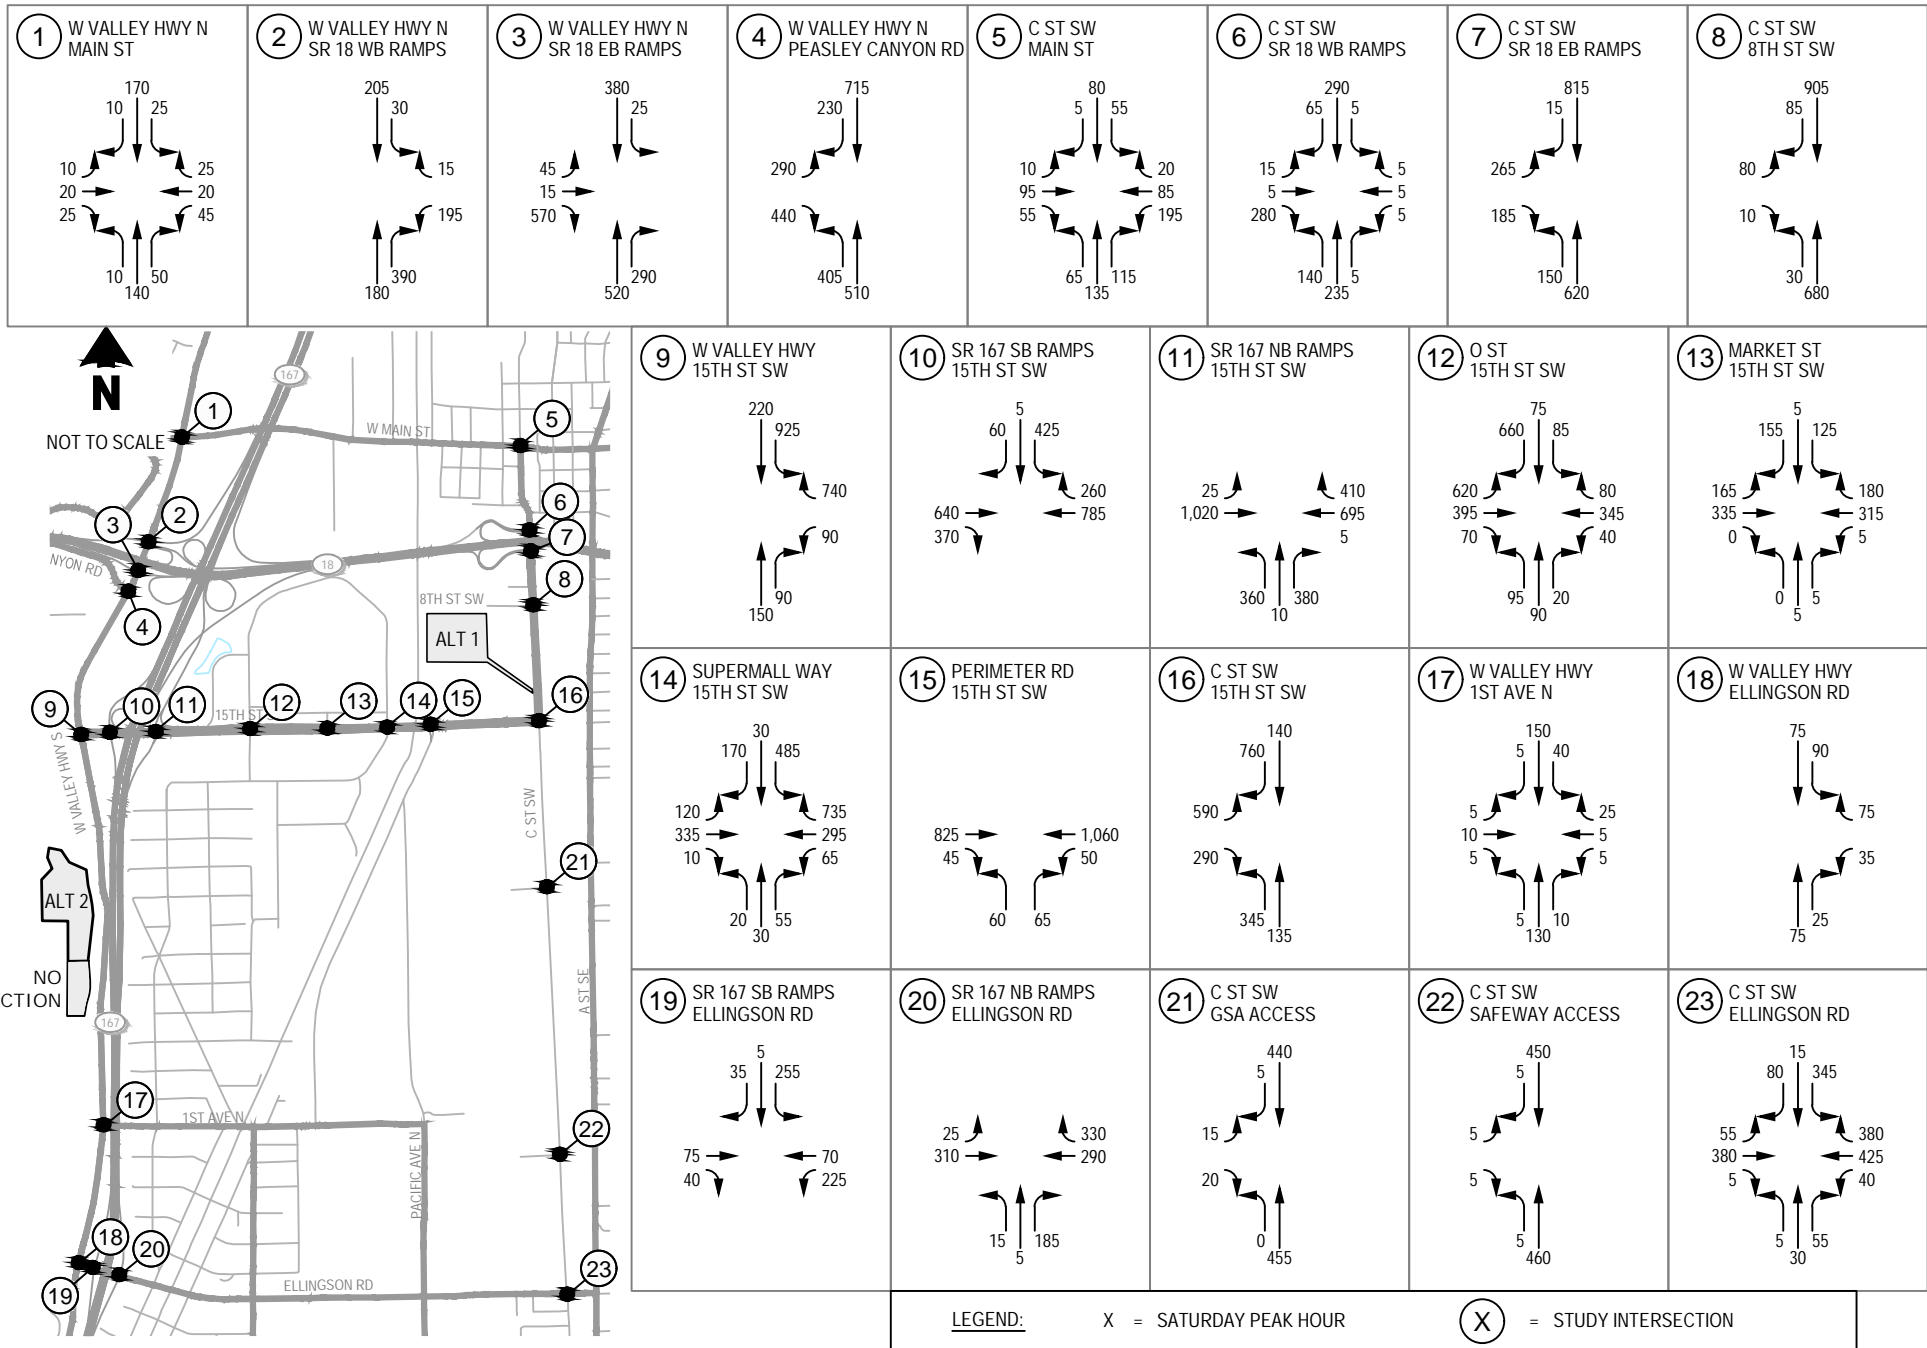 1 W VALLEY HWY N
MAIN ST
170
10 25
10 25
20 20
25 45
10 50
140
2 W VALLEY HWY N
SR 18 WB RAMPS
205
30
15
195
390
180
3 W VALLEY HWY N
SR 18 EB RAMPS
380
25
45
15
570
290
520
4 W VALLEY HWY N
PEASLEY CANYON RD
715
230
290
440
405
510
5 C ST SW
MAIN ST
80
5 55
10 20
95 85
55 195
65 115
135
6 C ST SW
SR 18 WB RAMPS
290
65 5
15 5
5 5
280 5
140 5
235
7 C ST SW
SR 18 EB RAMPS
815
15
265
185
150
620
8 C ST SW
8TH ST SW
905
85
80
10
30
680
N
NOT TO SCALE
167
1
W MAIN ST
5
2
3
6
7
NYON RD
18
8
8TH ST SW
4
ALT 1
9
10
11
15TH ST S
12
13
14
15
16
W VALLEY HWY S
C ST SW
21
ALT 2
NO
CTION
A ST SE
167
17
1ST AVE N
22
PACIFIC AVE N
18
20
19
ELLINGSON RD
23
9 W VALLEY HWY
15TH ST SW
220
925
740
90
90
150
10 SR 167 SB RAMPS
15TH ST SW
5
60 425
260
640 785
370
11 SR 167 NB RAMPS
15TH ST SW
25 410
1,020 695
5
360 380
10
12 O ST
15TH ST SW
75
660 85
620 80
395 345
70 40
95 20
90
13 MARKET ST
15TH ST SW
5
155 125
165 180
335 315
0 5
0 5
5
14 SUPERMALL WAY
15TH ST SW
30
170 485
120 735
335 295
10 65
20 55
30
15 PERIMETER RD
15TH ST SW
825 1,060
45 50
60 65
16 C ST SW
15TH ST SW
140
760
590
290
345
135
17 W VALLEY HWY
1ST AVE N
150
5 40
5 25
10 5
5 5
5 10
130
18 W VALLEY HWY
ELLINGSON RD
75
90
75
35
25
75
19 SR 167 SB RAMPS
ELLINGSON RD
5
35 255
75 70
40 225
20 SR 167 NB RAMPS
ELLINGSON RD
25 330
310 290
15 185
5
21 C ST SW
GSA ACCESS
440
5
15
20
0
455
22 C ST SW
SAFEWAY ACCESS
450
5
5
5
5
460
23 C ST SW
ELLINGSON RD
15
80 345
55 380
380 425
5 40
5 55
30
LEGEND: X = SATURDAY PEAK HOUR X = STUDY INTERSECTION